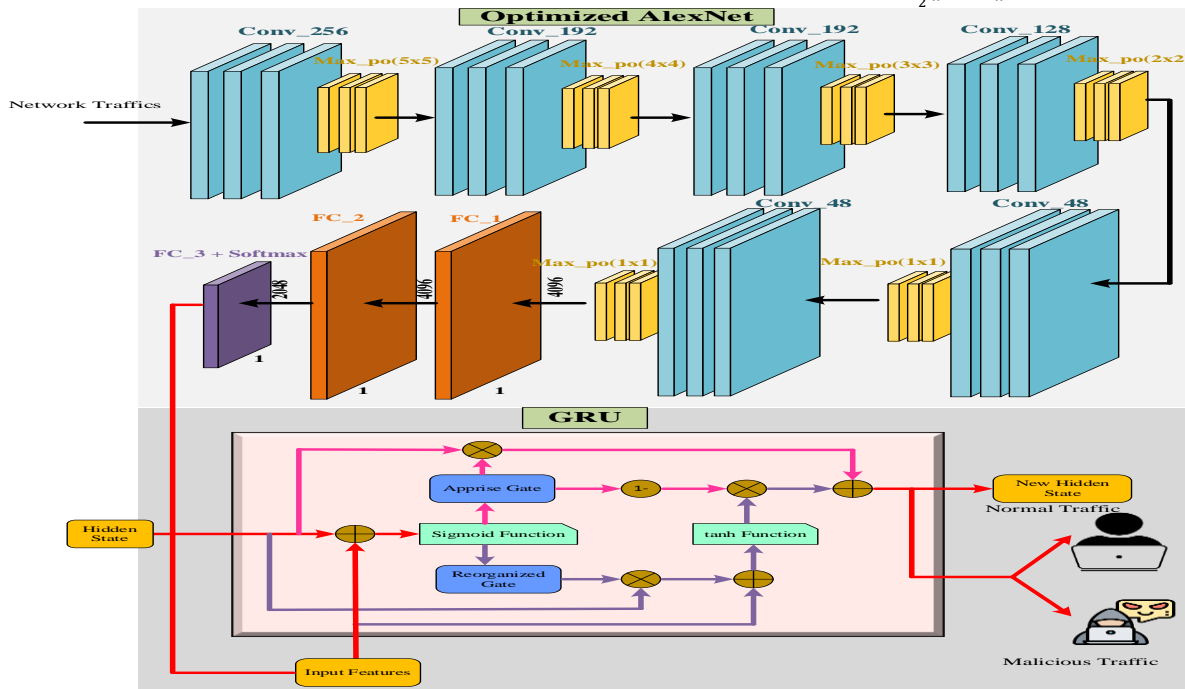 Optimized AlexNet
Conv_256
Conv_192
Conv_192
Conv_128
Max_po(5x5)
Max_po(4x4)
Max_po(3x3)
Max_po(2x2
Network Traffics
Conv_48
Conv_48
FC_2
FC_1
FC_3 + Softmax
Max_po(1x1)
Max_po(1x1)
2048
4096
4096
1
1
1
GRU
Apprise Gate
1-
New Hidden
State
Normal Traffic
Hidden
State
Sigmoid Function
tanh Function
Reorganized
Gate
Input Features
Malicious Traffic